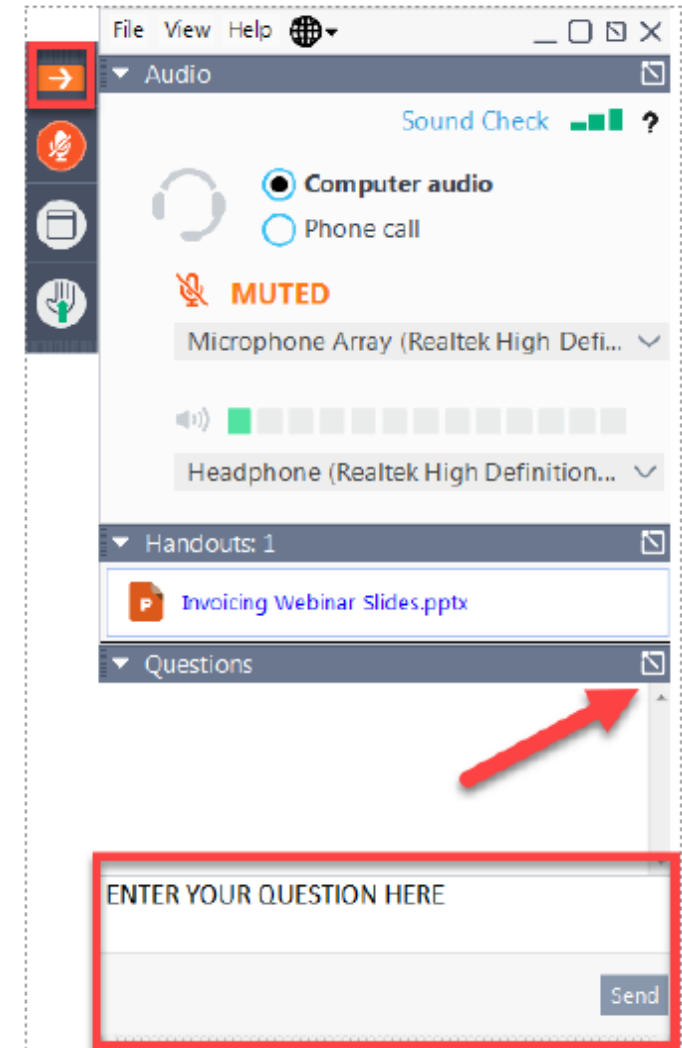 File View Help
Audio
Sound Check ?
Computer audio
Phone call
MUTED
Microphone Array (Realtek High Defi...
Headphone (Realtek High Definition...
Handouts: 1
P Invoicing Webinar Slides.pptx
Questions
ENTER YOUR QUESTION HERE
Send